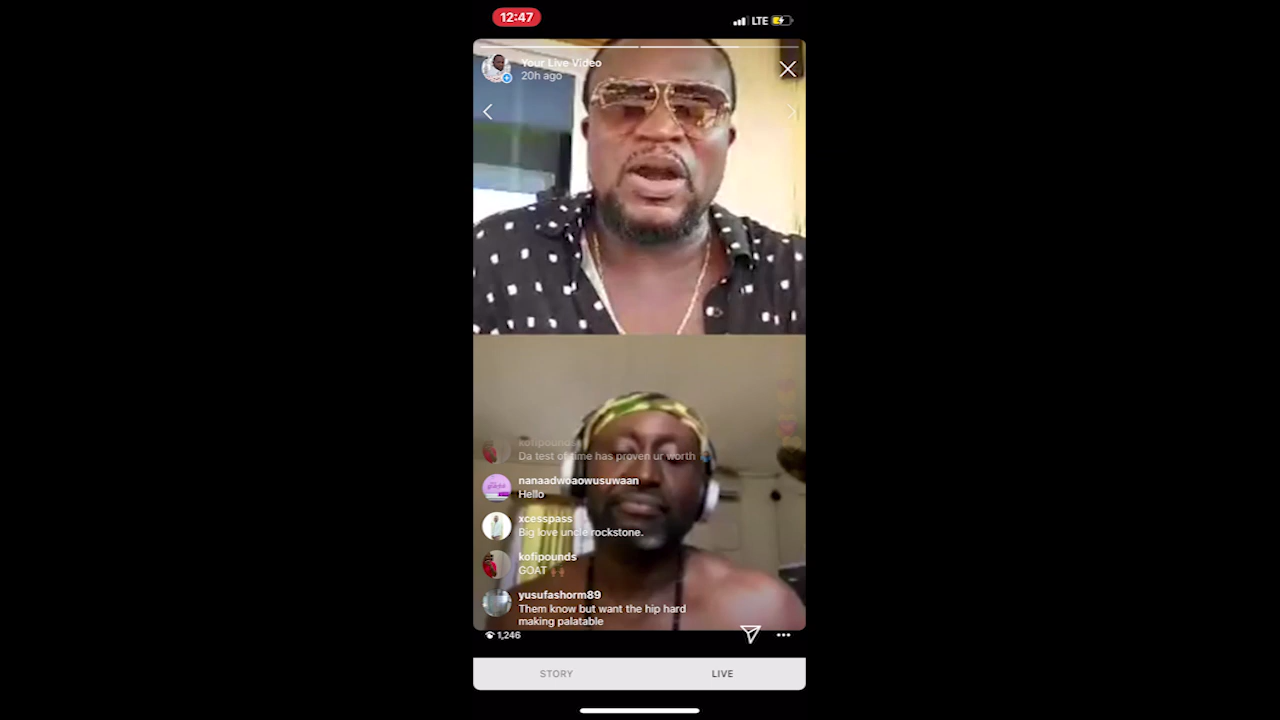 12:47
LTE
Your Live Video
20h ago
kofipounds
Da test of time has proven ur worth
nanaadwoaowusuwaan
Hello
xcesspass
Big love uncle rockstone.
kofipounds
GOAT
yusufashorm89
Them know but want the hip hard
making palatable
1,246
STORY
LIVE